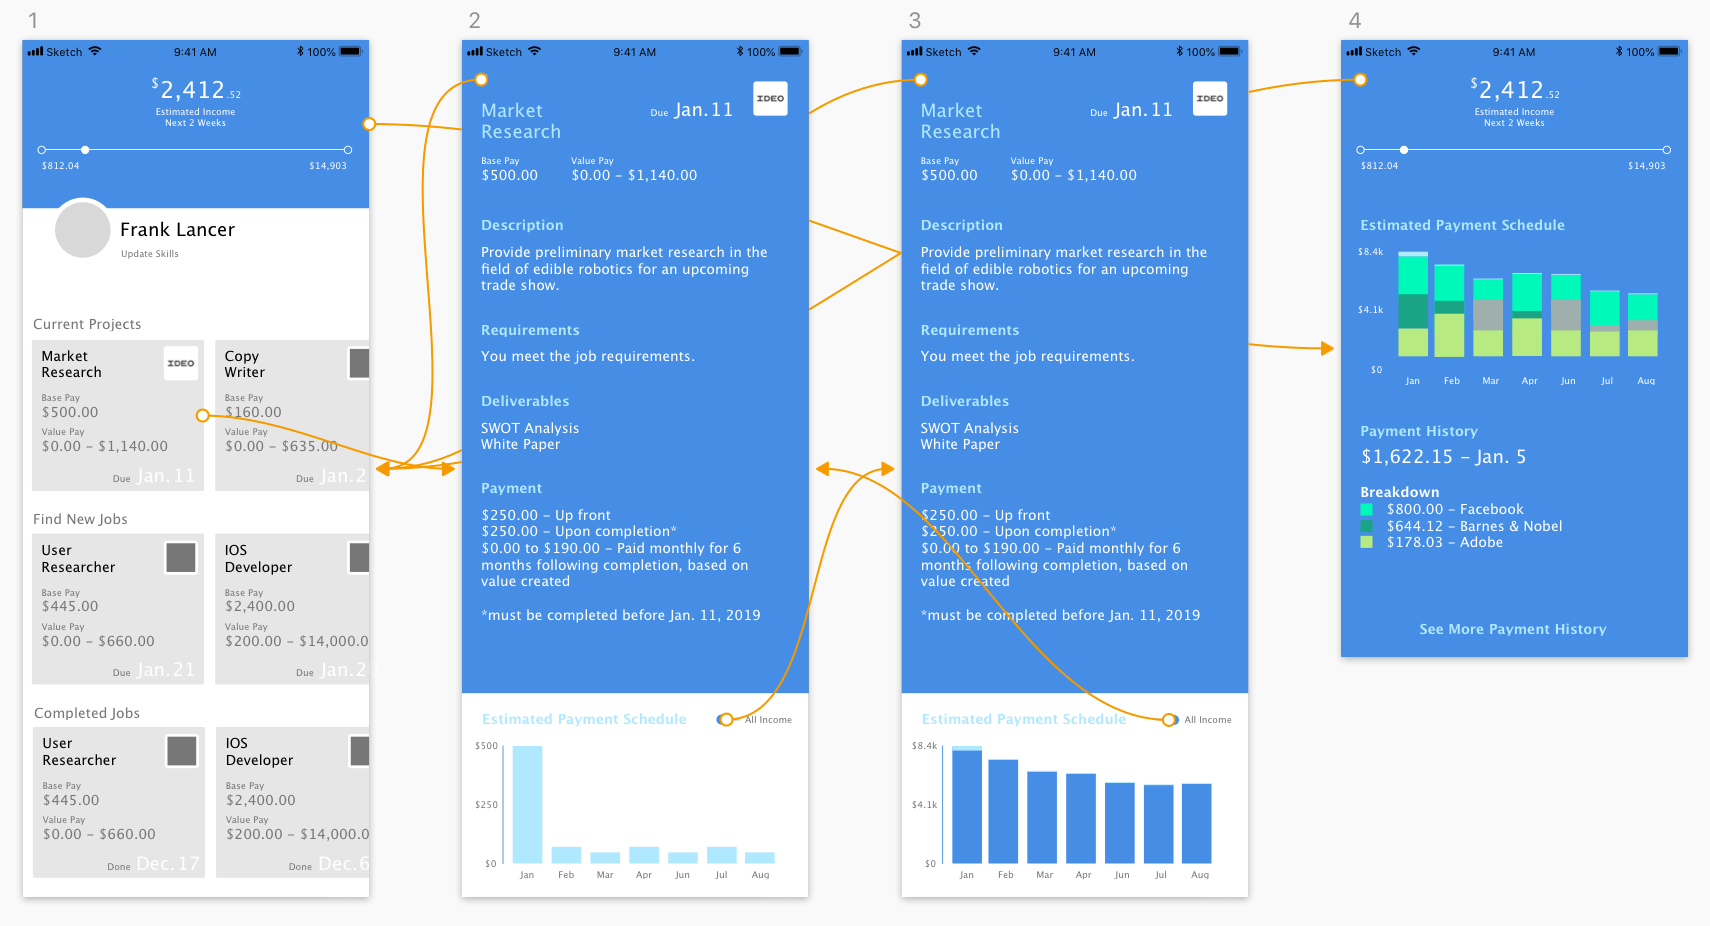 1
Sketch 9:41 AM 100%
$2,412.52
Estimated Income
Next 2 Weeks
$812.04 $14,903
Frank Lancer
Update Skills
Current Projects
Market
Research
IDEO
Base Pay
$500.00
Value Pay
$0.00 – $1,140.00
Due Jan.11
Copy
Writer
Base Pay
$160.00
Value Pay
$0.00 – $635.00
Due Jan.2
Find New Jobs
User
Researcher
Base Pay
$445.00
Value Pay
$0.00 – $660.00
Due Jan.21
IOS
Developer
Base Pay
$2,400.00
Value Pay
$200.00 – $14,000.0
Due Jan.2
Completed Jobs
User
Researcher
Base Pay
$445.00
Value Pay
$0.00 – $660.00
Done Dec.17
IOS
Developer
Base Pay
$2,400.00
Value Pay
$200.00 – $14,000.0
Done Dec.6
2
Sketch 9:41 AM 100%
Market
Research
Due Jan.11
IDEO
Base Pay
$500.00
Value Pay
$0.00 – $1,140.00
Description
Provide preliminary market research in the
field of edible robotics for an upcoming
trade show.
Requirements
You meet the job requirements.
Deliverables
SWOT Analysis
White Paper
Payment
$250.00 – Up front
$250.00 – Upon completion*
$0.00 to $190.00 – Paid monthly for 6
months following completion, based on
value created
*must be completed before Jan. 11, 2019
Estimated Payment Schedule
All Income
$500
$250
$0
Jan Feb Mar Apr Jun Jul Aug
3
Sketch 9:41 AM 100%
Market
Research
Due Jan.11
IDEO
Base Pay
$500.00
Value Pay
$0.00 – $1,140.00
Description
Provide preliminary market research in the
field of edible robotics for an upcoming
trade show.
Requirements
You meet the job requirements.
Deliverables
SWOT Analysis
White Paper
Payment
$250.00 – Up front
$250.00 – Upon completion*
$0.00 to $190.00 – Paid monthly for 6
months following completion, based on
value created
*must be completed before Jan. 11, 2019
Estimated Payment Schedule
All Income
$8.4k
$4.1k
$0
Jan Feb Mar Apr Jun Jul Aug
4
Sketch 9:41 AM 100%
$2,412.52
Estimated Income
Next 2 Weeks
$812.04 $14,903
Estimated Payment Schedule
$8.4k
$4.1k
$0
Jan Feb Mar Apr Jun Jul Aug
Payment History
$1,622.15 – Jan. 5
Breakdown
$800.00 – Facebook
$644.12 – Barnes & Nobel
$178.03 – Adobe
See More Payment History